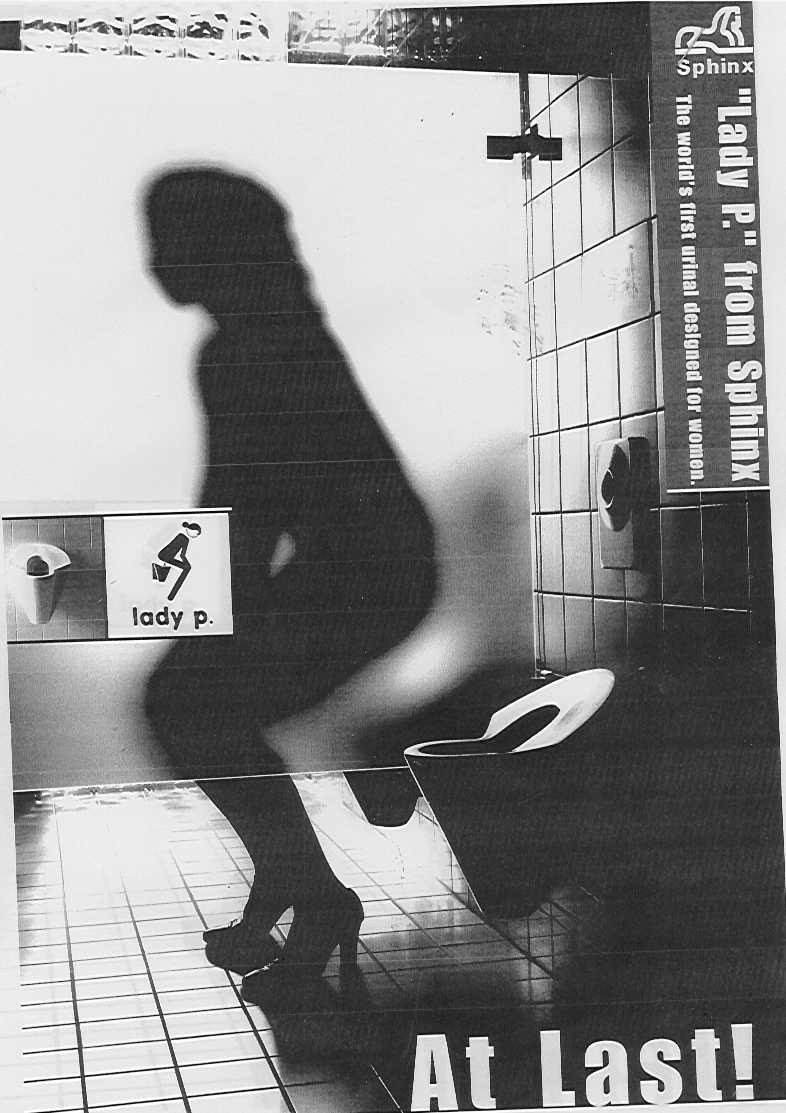 Sphinx
"Lady P." from Sphinx
The world's first urinal designed for women.
lady p.
At Last!